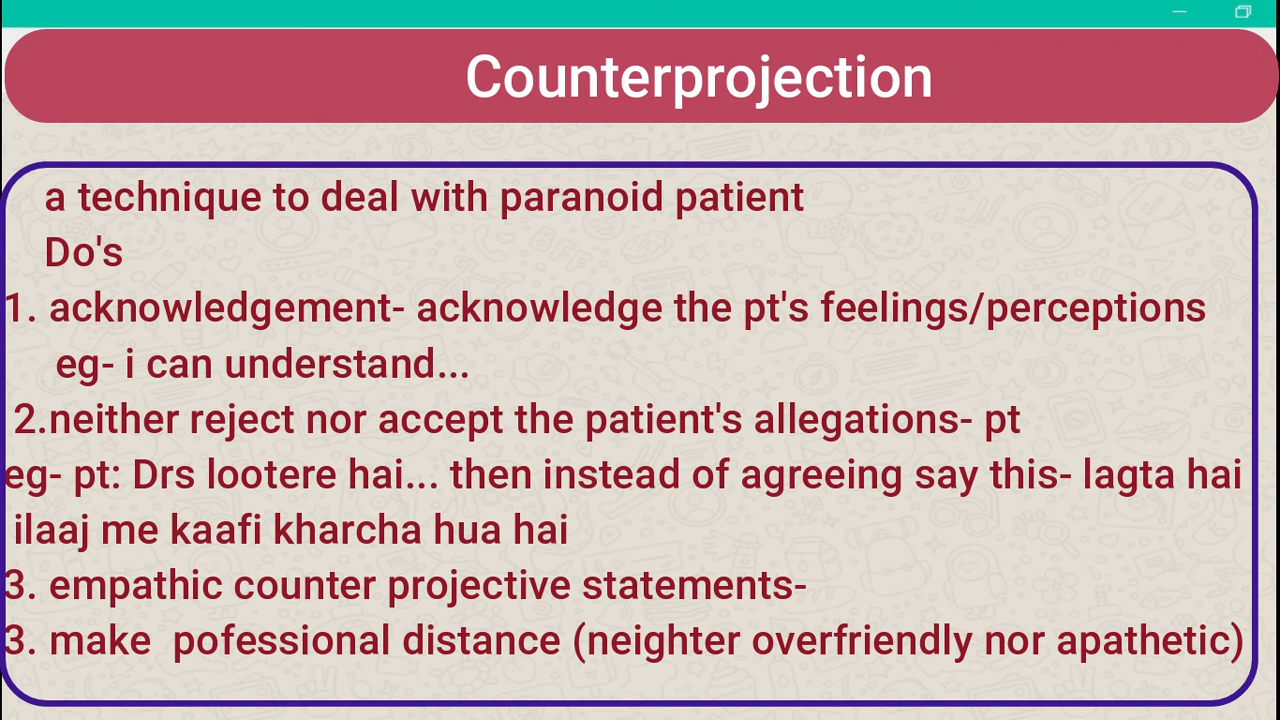 Counterprojection
a technique to deal with paranoid patient
Do's
1. acknowledgement- acknowledge the pt's feelings/perceptions
eg- i can understand...
2.neither reject nor accept the patient's allegations- pt
eg- pt: Drs lootere hai... then instead of agreeing say this- lagta hai
ilaaj me kaafi kharcha hua hai
3. empathic counter projective statements-
3. make  pofessional distance (neighter overfriendly nor apathetic)